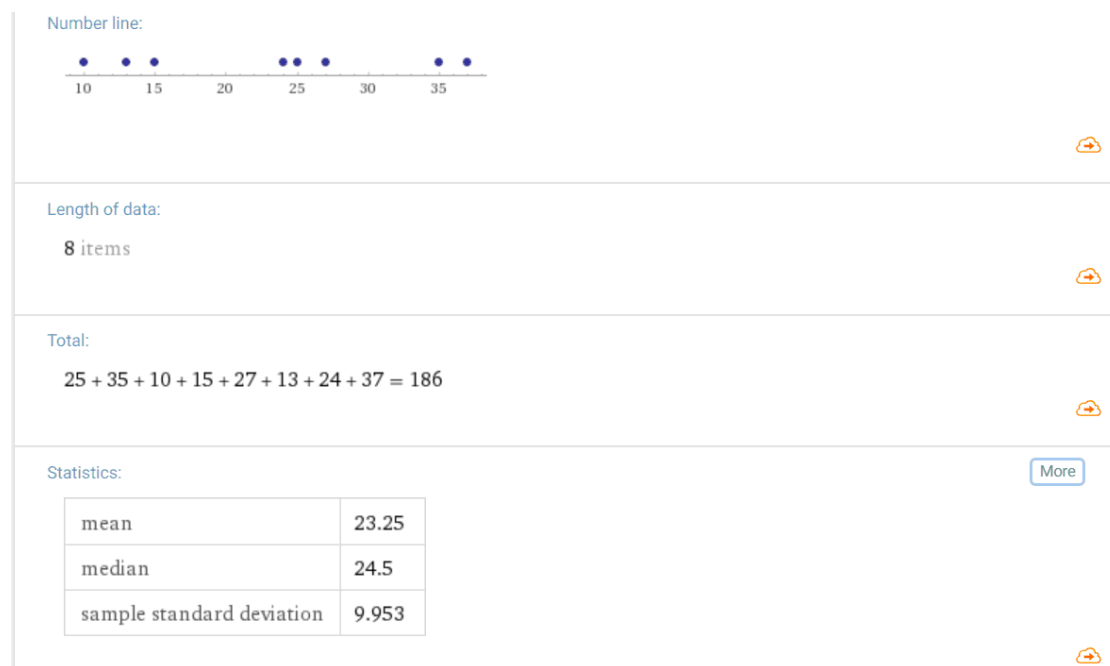 Number line:
10 15 20 25 30 35
Length of data:
8 items
Total:
25 + 35 + 10 + 15 + 27 + 13 + 24 + 37 = 186
Statistics:
More
mean 23.25
median 24.5
sample standard deviation 9.953